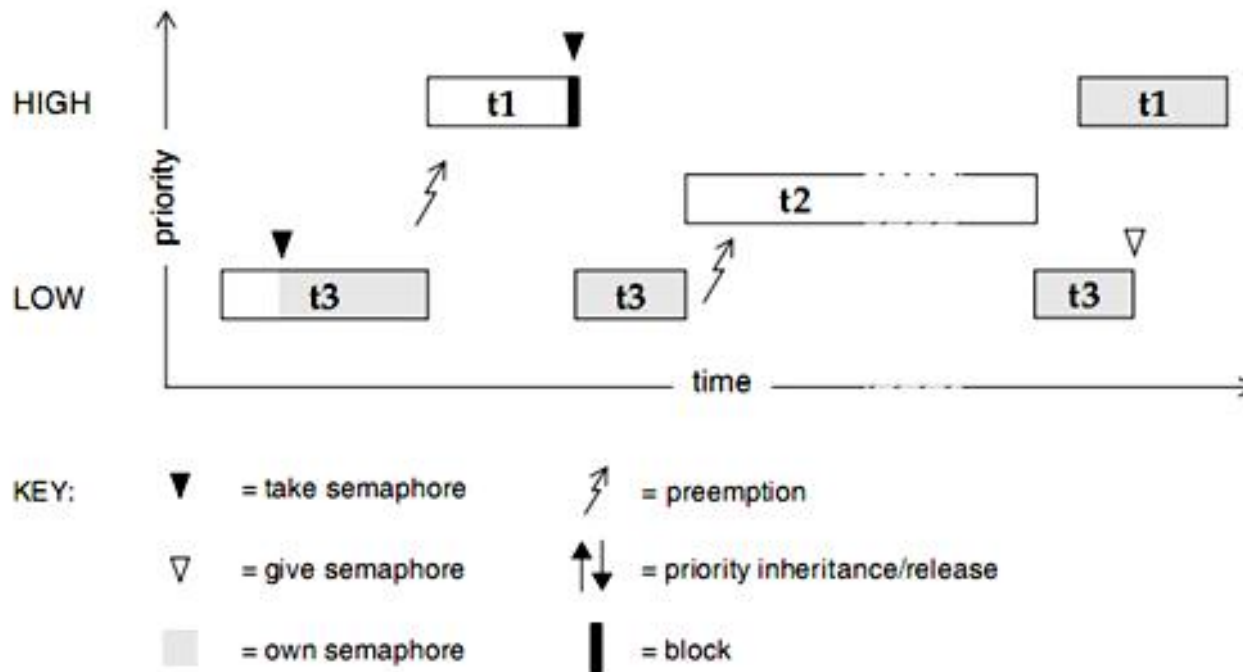 HIGH
t1
t1
priority
t2
LOW
t3
t3
t3
time
KEY:
= take semaphore
= preemption
= give semaphore
= priority inheritance/release
= own semaphore
= block